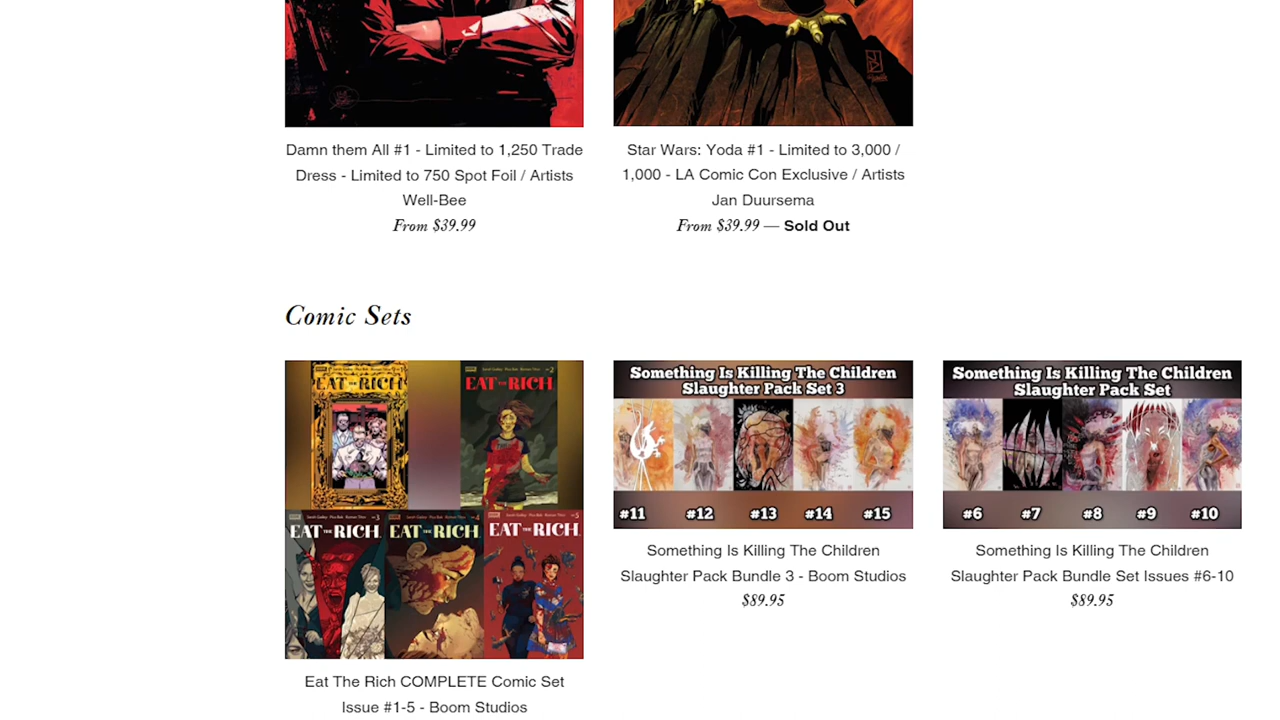 Damn them All #1 - Limited to 1,250 Trade
Dress - Limited to 750 Spot Foil / Artists
Well-Bee
From $39.99
Star Wars: Yoda #1 - Limited to 3,000 /
1,000 - LA Comic Con Exclusive / Artists
Jan Duursema
From $39.99 — Sold Out
Comic Sets
EAT THE RICH
EAT THE RICH
EAT THE RICH
EAT THE RICH
EAT THE RICH
Eat The Rich COMPLETE Comic Set
Issue #1-5 - Boom Studios
Something Is Killing The Children
Slaughter Pack Set 3
#11 #12 #13 #14 #15
Something Is Killing The Children
Slaughter Pack Bundle 3 - Boom Studios
$89.95
Something Is Killing The Children
Slaughter Pack Set
#6 #7 #8 #9 #10
Something Is Killing The Children
Slaughter Pack Bundle Set Issues #6-10
$89.95